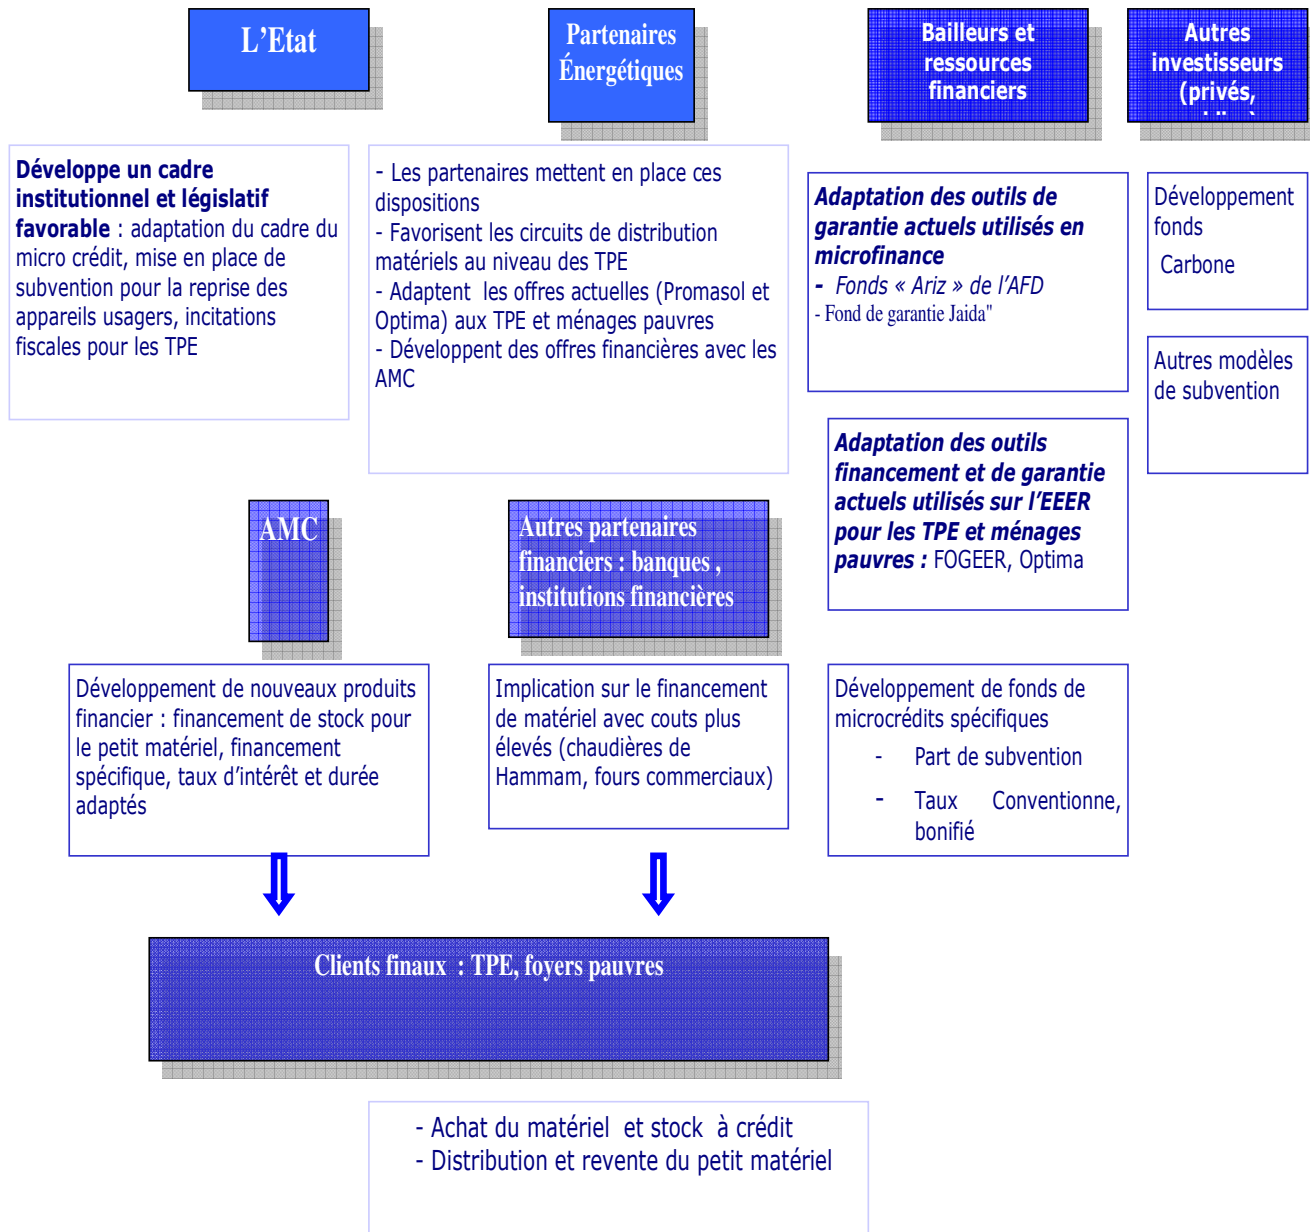 L’Etat
Partenaires
Énergétiques
Bailleurs et
ressources
financiers
Autres
investisseurs
(privés,
Développe un cadre
institutionnel et législatif
favorable : adaptation du cadre du
micro crédit, mise en place de
subvention pour la reprise des
appareils usagers, incitations
fiscales pour les TPE
- Les partenaires mettent en place ces
dispositions
- Favorisent les circuits de distribution
matériels au niveau des TPE
- Adaptent les offres actuelles (Promasol et
Optima) aux TPE et ménages pauvres
- Développent des offres financières avec les
AMC
Adaptation des outils de
garantie actuels utilisés en
microfinance
- Fonds « Ariz » de l’AFD
- Fond de garantie Jaida"
Développement
fonds
Carbone
Autres modèles
de subvention
Adaptation des outils
financement et de garantie
actuels utilisés sur l’EEER
pour les TPE et ménages
pauvres : FOGEER, Optima
AMC
Autres partenaires
financiers : banques ,
institutions financières
Développement de nouveaux produits
financier : financement de stock pour
le petit matériel, financement
spécifique, taux d’intérêt et durée
adaptés
Implication sur le financement
de matériel avec couts plus
élevés (chaudières de
Hammam, fours commerciaux)
Développement de fonds de
microcrédits spécifiques
- Part de subvention
- Taux Conventionne,
bonifié
Clients finaux : TPE, foyers pauvres
- Achat du matériel et stock à crédit
- Distribution et revente du petit matériel